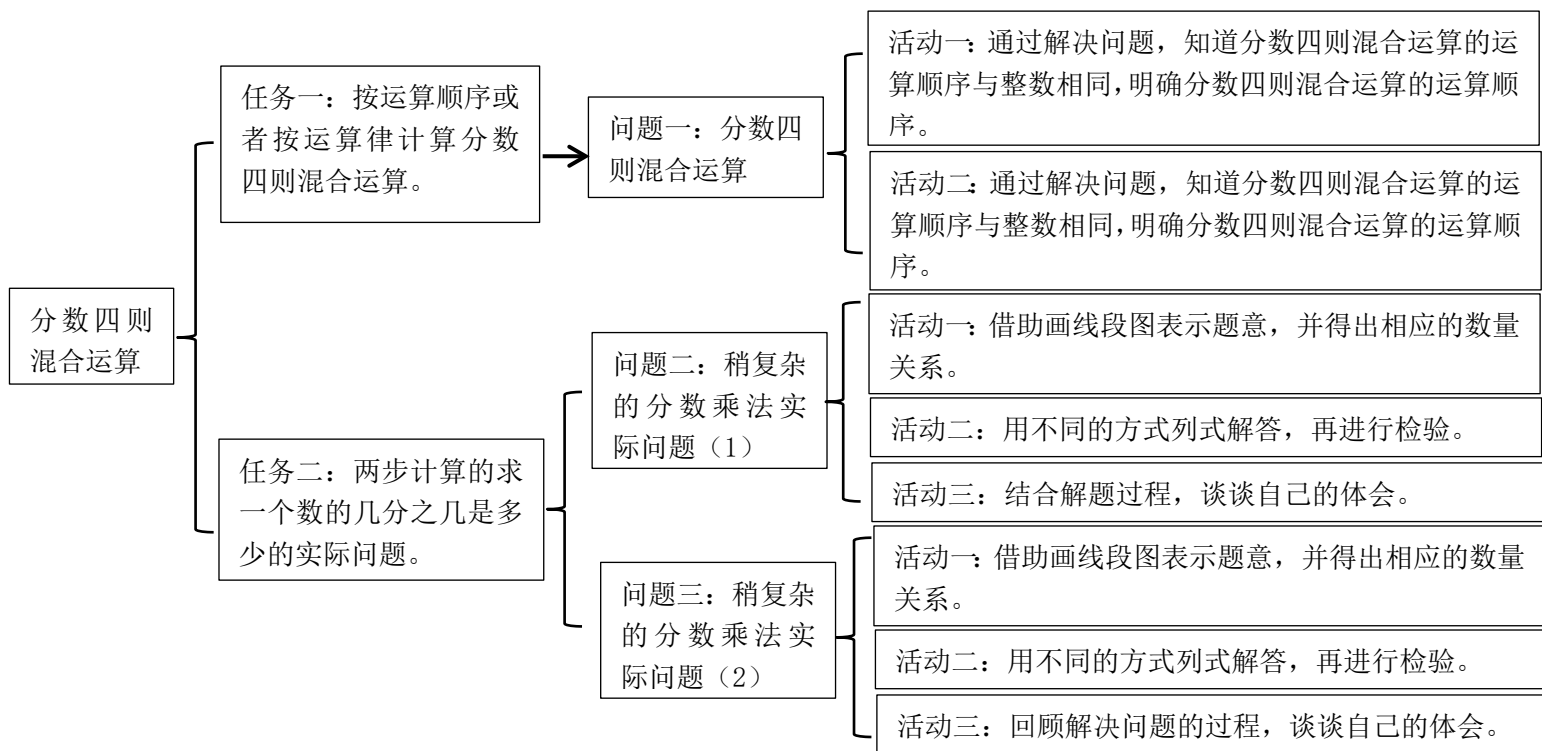 分数四则
混合运算
任务一：按运算顺序或
者按运算律计算分数
四则混合运算。
问题一：分数四
则混合运算
活动一：通过解决问题，知道分数四则混合运算的运
算顺序与整数相同，明确分数四则混合运算的运算顺
序。
活动二：通过解决问题，知道分数四则混合运算的运
算顺序与整数相同，明确分数四则混合运算的运算顺
序。
任务二：两步计算的求
一个数的几分之几是多
少的实际问题。
问题二：稍复杂
的分数乘法实
际问题（1）
活动一：借助画线段图表示题意，并得出相应的数量
关系。
活动二：用不同的方式列式解答，再进行检验。
活动三：结合解题过程，谈谈自己的体会。
问题三：稍复杂
的分数乘法实
际问题（2）
活动一：借助画线段图表示题意，并得出相应的数量
关系。
活动二：用不同的方式列式解答，再进行检验。
活动三：回顾解决问题的过程，谈谈自己的体会。